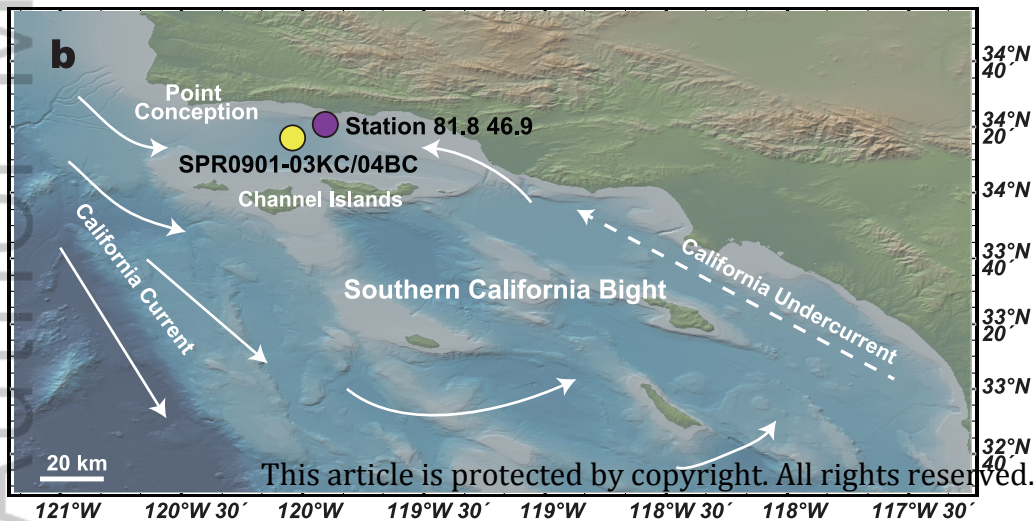 b
Point
Conception
Station 81.8 46.9
SPR0901-03KC/04BC
Channel Islands
California Current
Southern California Bight
California Undercurrent
20 km
This article is protected by copyright. All rights reserved.
34°N
40
34°N
20
34°N
33°N
40
33°N
20
33°N
32°N
40
121°W
120°W 30´
120°W
119°W 30´
119°W
118°W 30´
118°W
117°W 30´